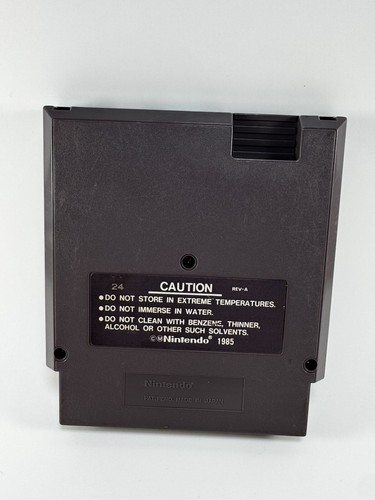 24 CAUTION REV-A
•DO NOT STORE IN EXTREME TEMPERATURES.
•DO NOT IMMERSE IN WATER.
•DO NOT CLEAN WITH BENZENE, THINNER,
ALCOHOL OR OTHER SUCH SOLVENTS.
©ⓂNintendo® 1985
Nintendo®